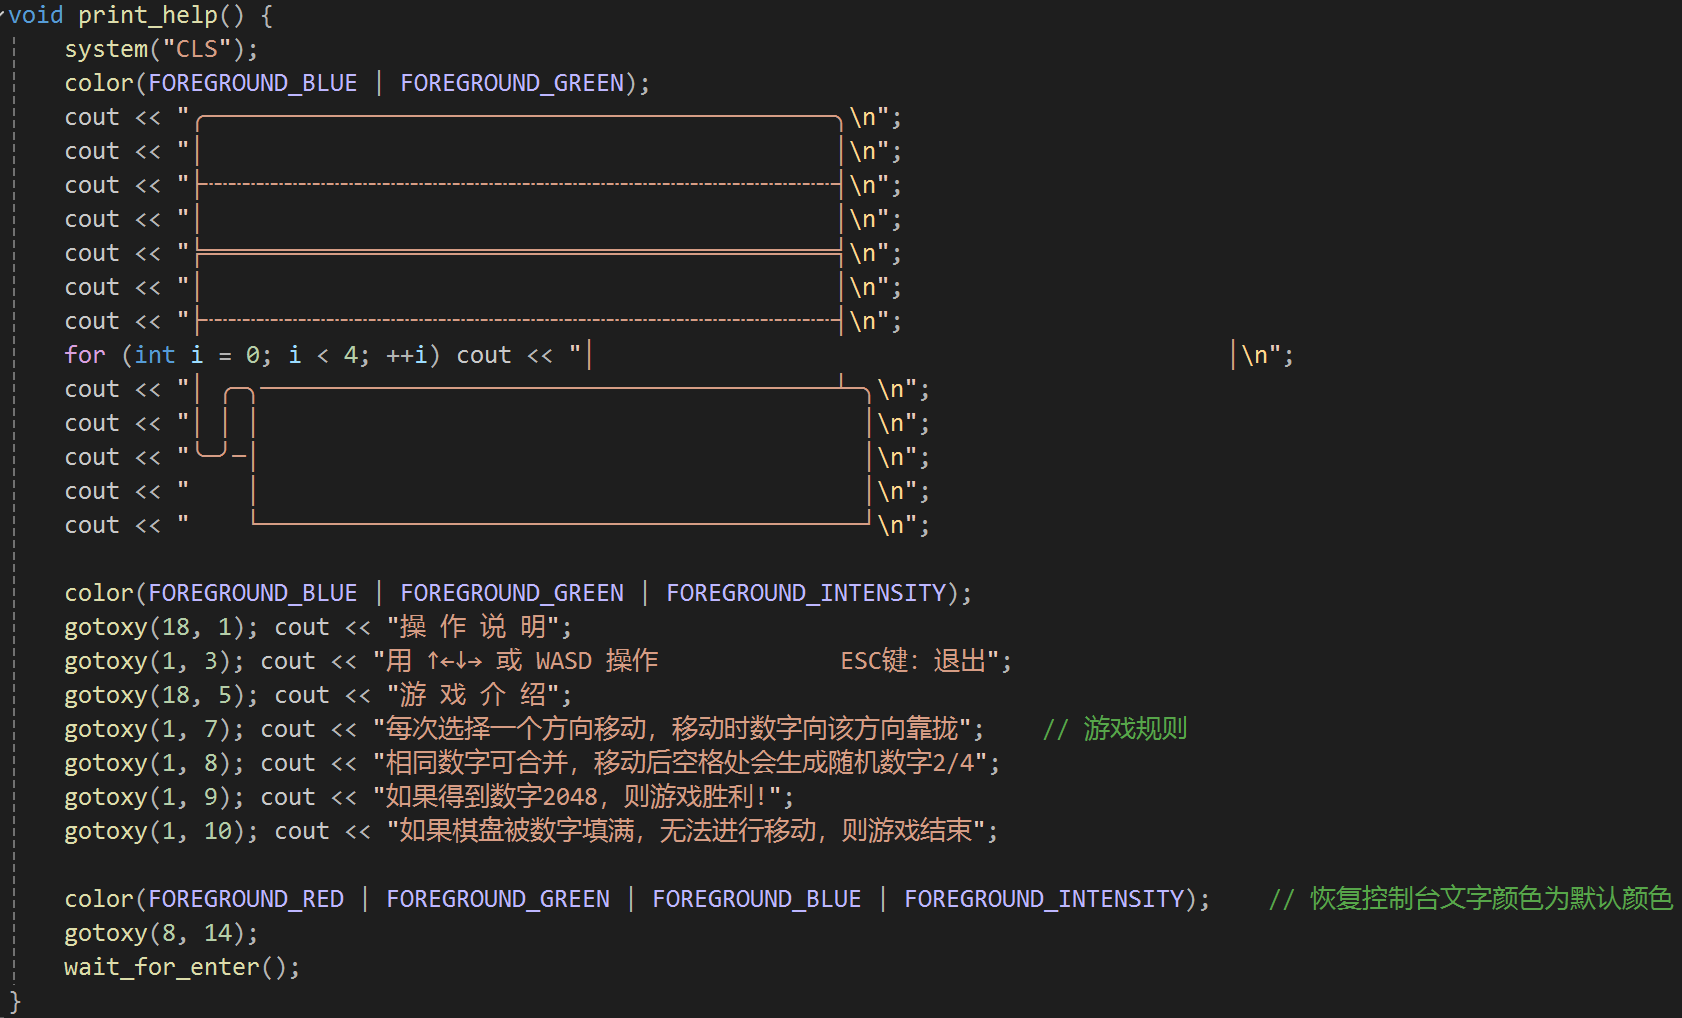 void print_help() {
    system("CLS");
    color(FOREGROUND_BLUE | FOREGROUND_GREEN);
    cout << "╭─────────────────────────────────────────────╮\n";
    cout << "│                                             │\n";
    cout << "├┈┈┈┈┈┈┈┈┈┈┈┈┈┈┈┈┈┈┈┈┈┈┈┈┈┈┈┈┈┈┈┈┈┈┈┈┈┈┈┈┈┈┈┈┈┤\n";
    cout << "│                                             │\n";
    cout << "╞═════════════════════════════════════════════╡\n";
    cout << "│                                             │\n";
    cout << "├┈┈┈┈┈┈┈┈┈┈┈┈┈┈┈┈┈┈┈┈┈┈┈┈┈┈┈┈┈┈┈┈┈┈┈┈┈┈┈┈┈┈┈┈┈┤\n";
    for (int i = 0; i < 4; ++i) cout << "│                                             │\n";
    cout << "│ ╭─╮─────────────────────────────────────────┴─╮\n";
    cout << "│ │ │                                           │\n";
    cout << "╰─╯─│                                           │\n";
    cout << "    │                                           │\n";
    cout << "    └───────────────────────────────────────────┘\n";
    color(FOREGROUND_BLUE | FOREGROUND_GREEN | FOREGROUND_INTENSITY);
    gotoxy(18, 1); cout << "操 作 说 明";
    gotoxy(1, 3); cout << "用 ↑←↓→ 或 WASD 操作             ESC键：退出";
    gotoxy(18, 5); cout << "游 戏 介 绍";
    gotoxy(1, 7); cout << "每次选择一个方向移动，移动时数字向该方向靠拢";    // 游戏规则
    gotoxy(1, 8); cout << "相同数字可合并，移动后空格处会生成随机数字2/4";
    gotoxy(1, 9); cout << "如果得到数字2048，则游戏胜利!";
    gotoxy(1, 10); cout << "如果棋盘被数字填满，无法进行移动，则游戏结束";
    color(FOREGROUND_RED | FOREGROUND_GREEN | FOREGROUND_BLUE | FOREGROUND_INTENSITY);    // 恢复控制台文字颜色为默认颜色
    gotoxy(8, 14);
    wait_for_enter();
}